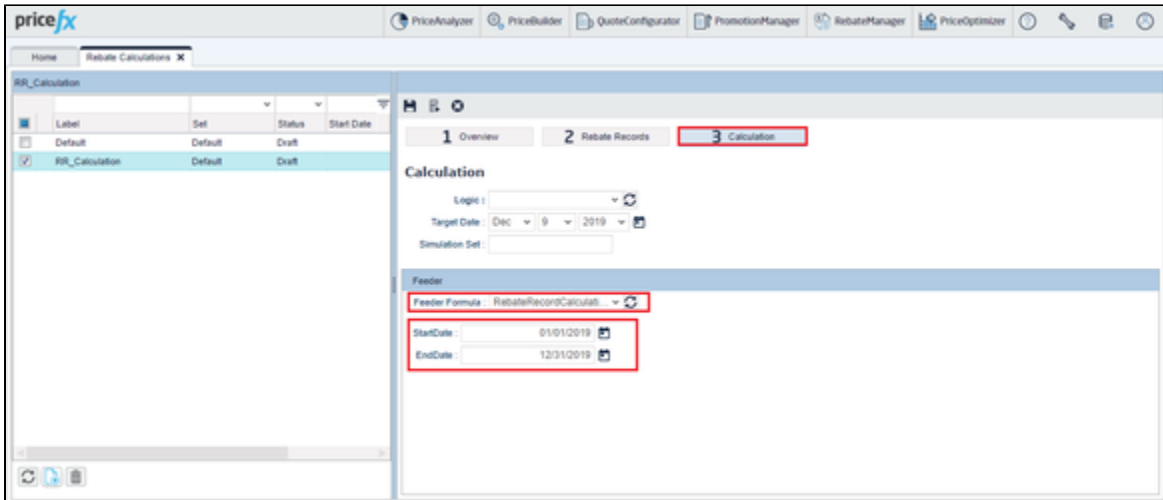 pricefx PriceAnalyzer PriceBuilder QuoteConfigurator PromotionManager RebateManager PriceOptimizer
Home Rebate Calculations
RR_Calculation
Label Set Status Start Date
Default Default Draft
RR_Calculation Default Draft
1 Overview 2 Rebate Records 3 Calculation
Calculation
Logic :
Target Date : Dec 9 2019
Simulation Set :
Feeder
Feeder Formula : RebateRecordCalculati...
StartDate : 01/01/2019
EndDate : 12/31/2019